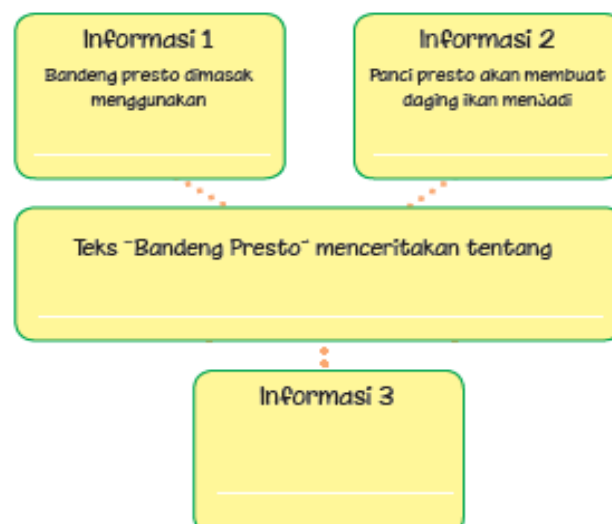 Informasi 1
Bandeng presto dimasak
menggunakan
Informasi 2
Panci presto akan membuat
daging ikan menjadi
Teks "Bandeng Presto" menceritakan tentang
Informasi 3